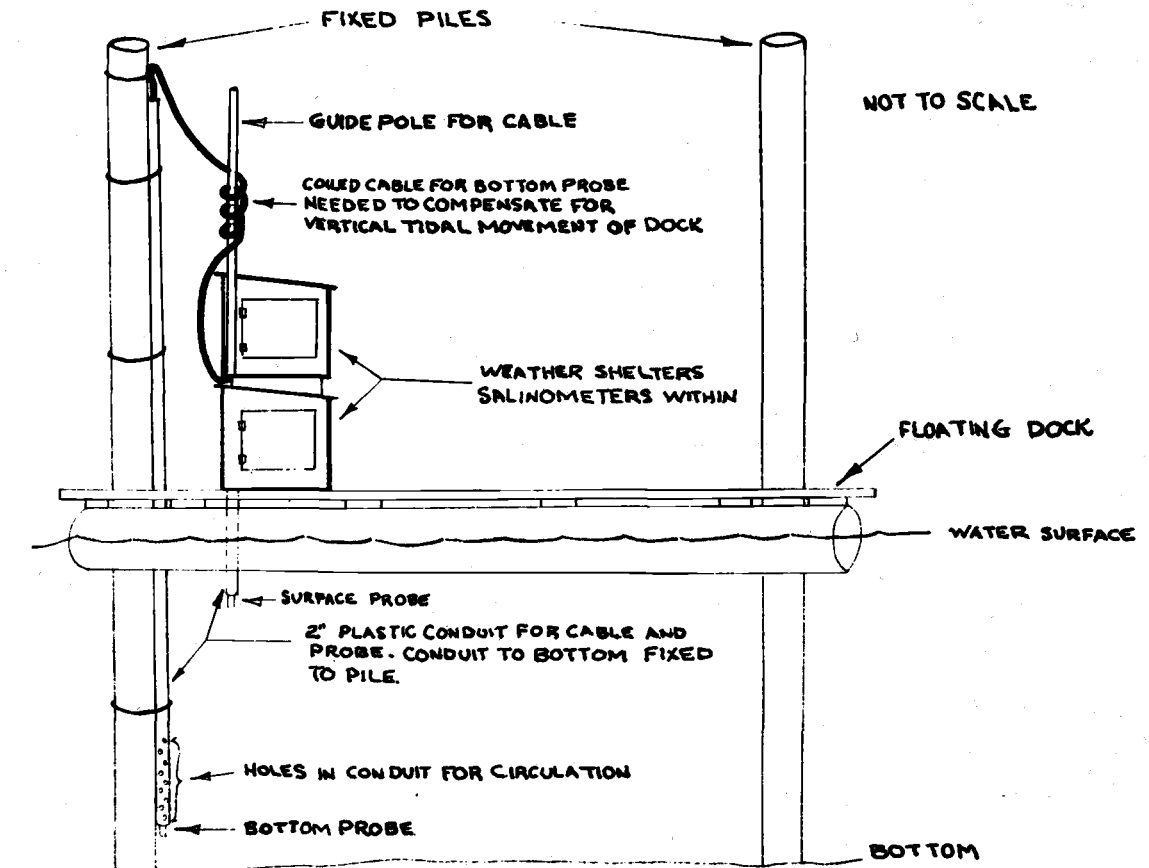 FIXED PILES
NOT TO SCALE
GUIDE POLE FOR CABLE
COILED CABLE FOR BOTTOM PROBE
NEEDED TO COMPENSATE FOR
VERTICAL TIDAL MOVEMENT OF DOCK
WEATHER SHELTERS
SALINOMETERS WITHIN
FLOATING DOCK
WATER SURFACE
SURFACE PROBE
2" PLASTIC CONDUIT FOR CABLE AND
PROBE. CONDUIT TO BOTTOM FIXED
TO PILE.
HOLES IN CONDUIT FOR CIRCULATION
BOTTOM PROBE
BOTTOM